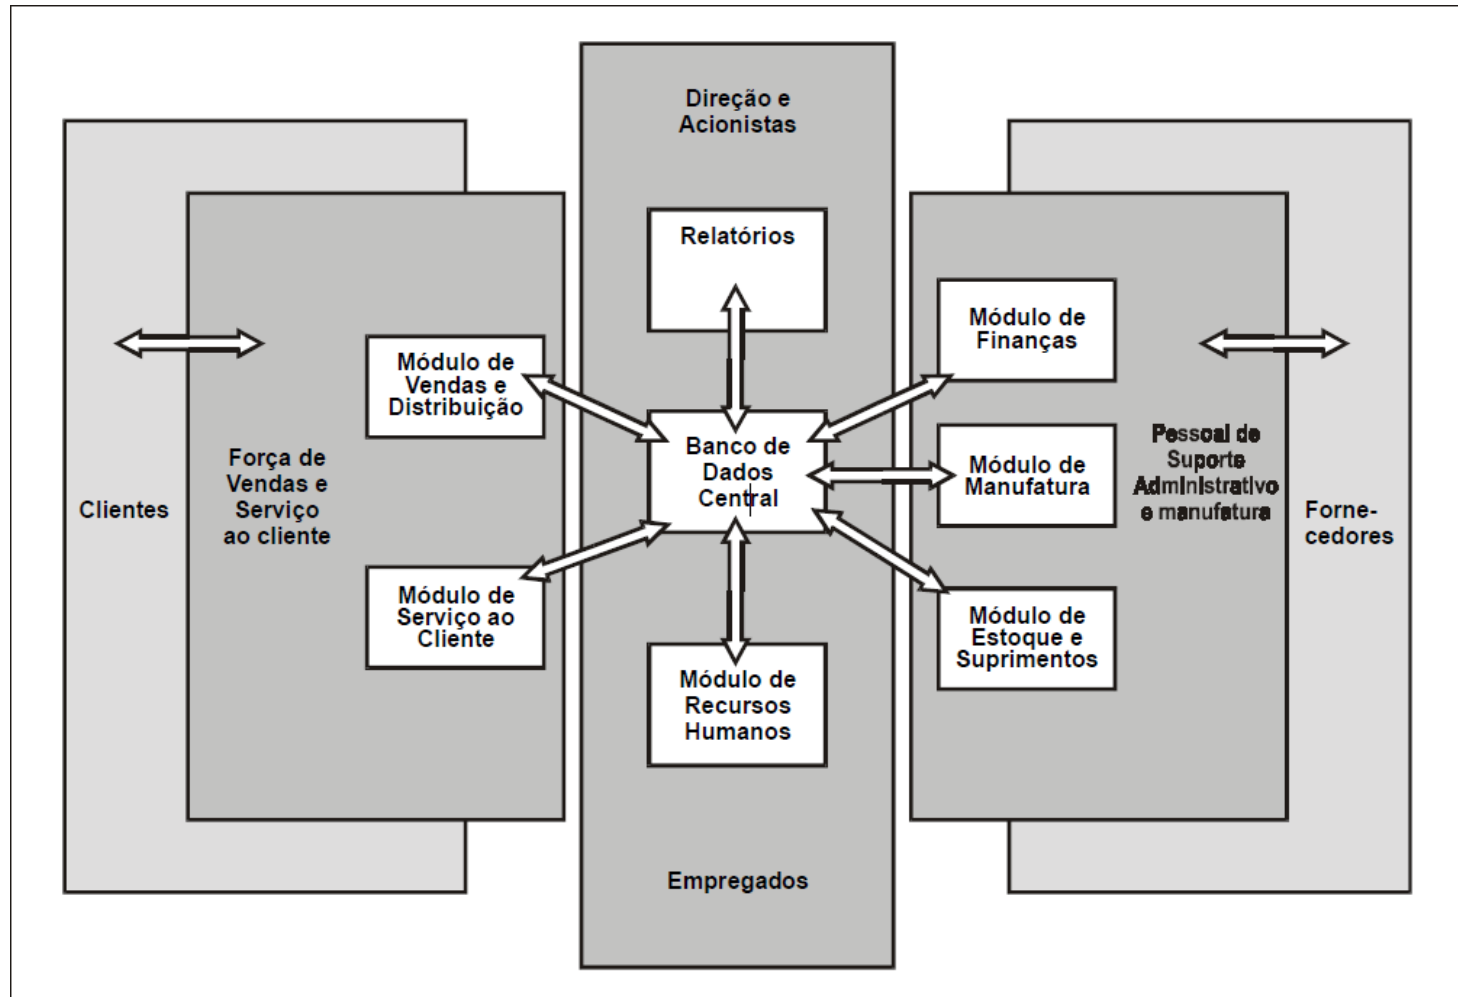 Direção e
Acionistas
Relatórios
Clientes
Força de
Vendas e
Serviço
ao cliente
Módulo de
Vendas e
Distribuição
Módulo de
Serviço ao
Cliente
Banco de
Dados
Central
Módulo de
Recursos
Humanos
Empregados
Módulo de
Finanças
Módulo de
Manufatura
Módulo de
Estoque e
Suprimentos
Pessoal de
Suporte
Administrativo
e manufatura
Forne-
cedores